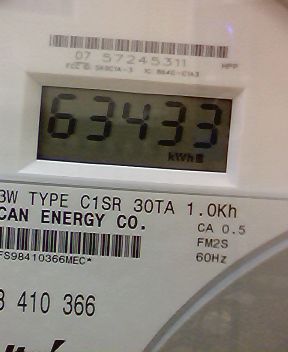 07 57245311
HPP
63433
kWh
3W TYPE C1SR 30TA 1.0Kh
CAN ENERGY CO.
CA 0.5
FM2S
60Hz
FS98410366MEC*
410 366